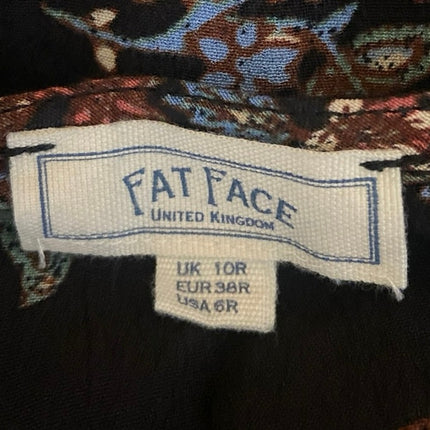 FAT FACE
UNITED KINGDOM
UK 10R
EUR 38R
USA 6R